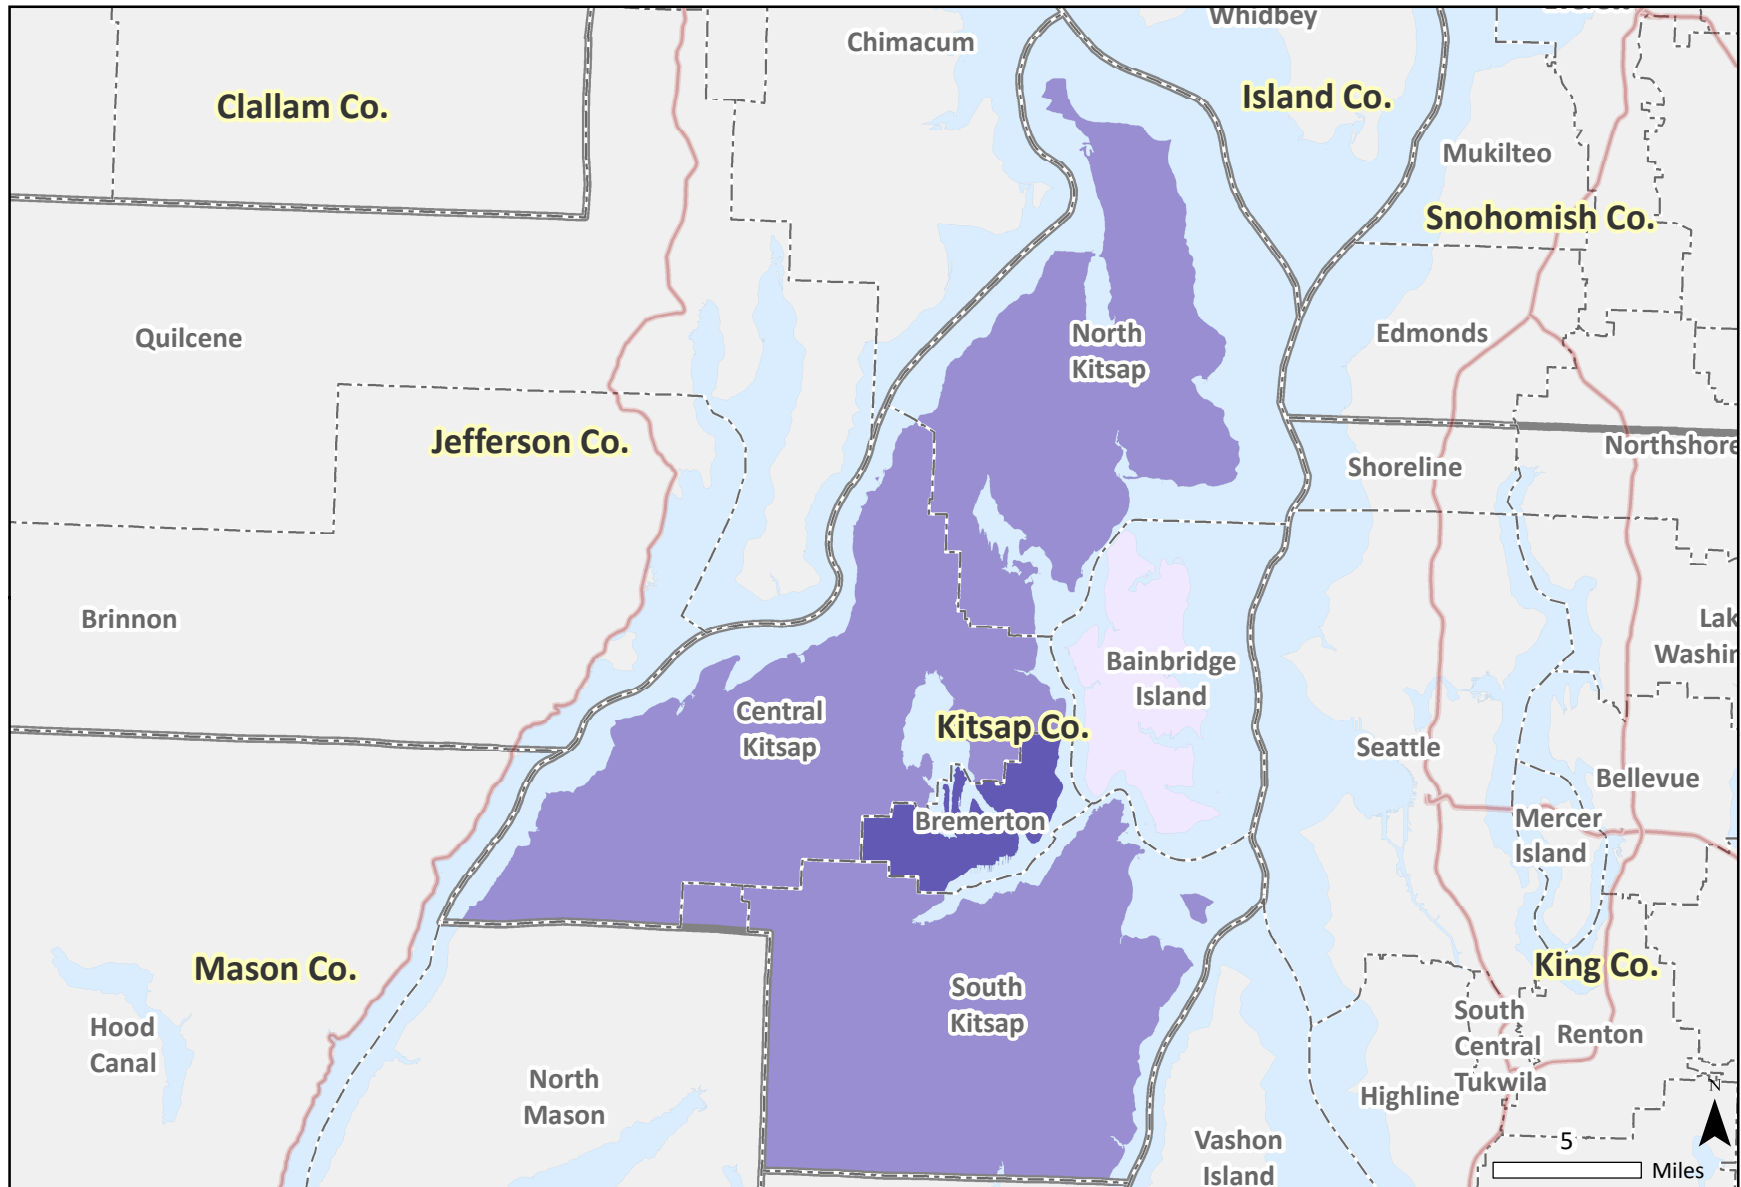 Whidbey
Chimacum
Clallam Co.
Island Co.
Mukilteo
Snohomish Co.
Quilcene
North
Kitsap
Edmonds
Jefferson Co.
Northshore
Shoreline
Brinnon
Lak
Washin
Bainbridge
Island
Central
Kitsap
Kitsap Co.
Seattle
Bellevue
Bremerton
Mercer
Island
Mason Co.
King Co.
South
Kitsap
Hood
Canal
South
Central
Tukwila
Renton
North
Mason
Highline
N
Vashon
Island
5
Miles